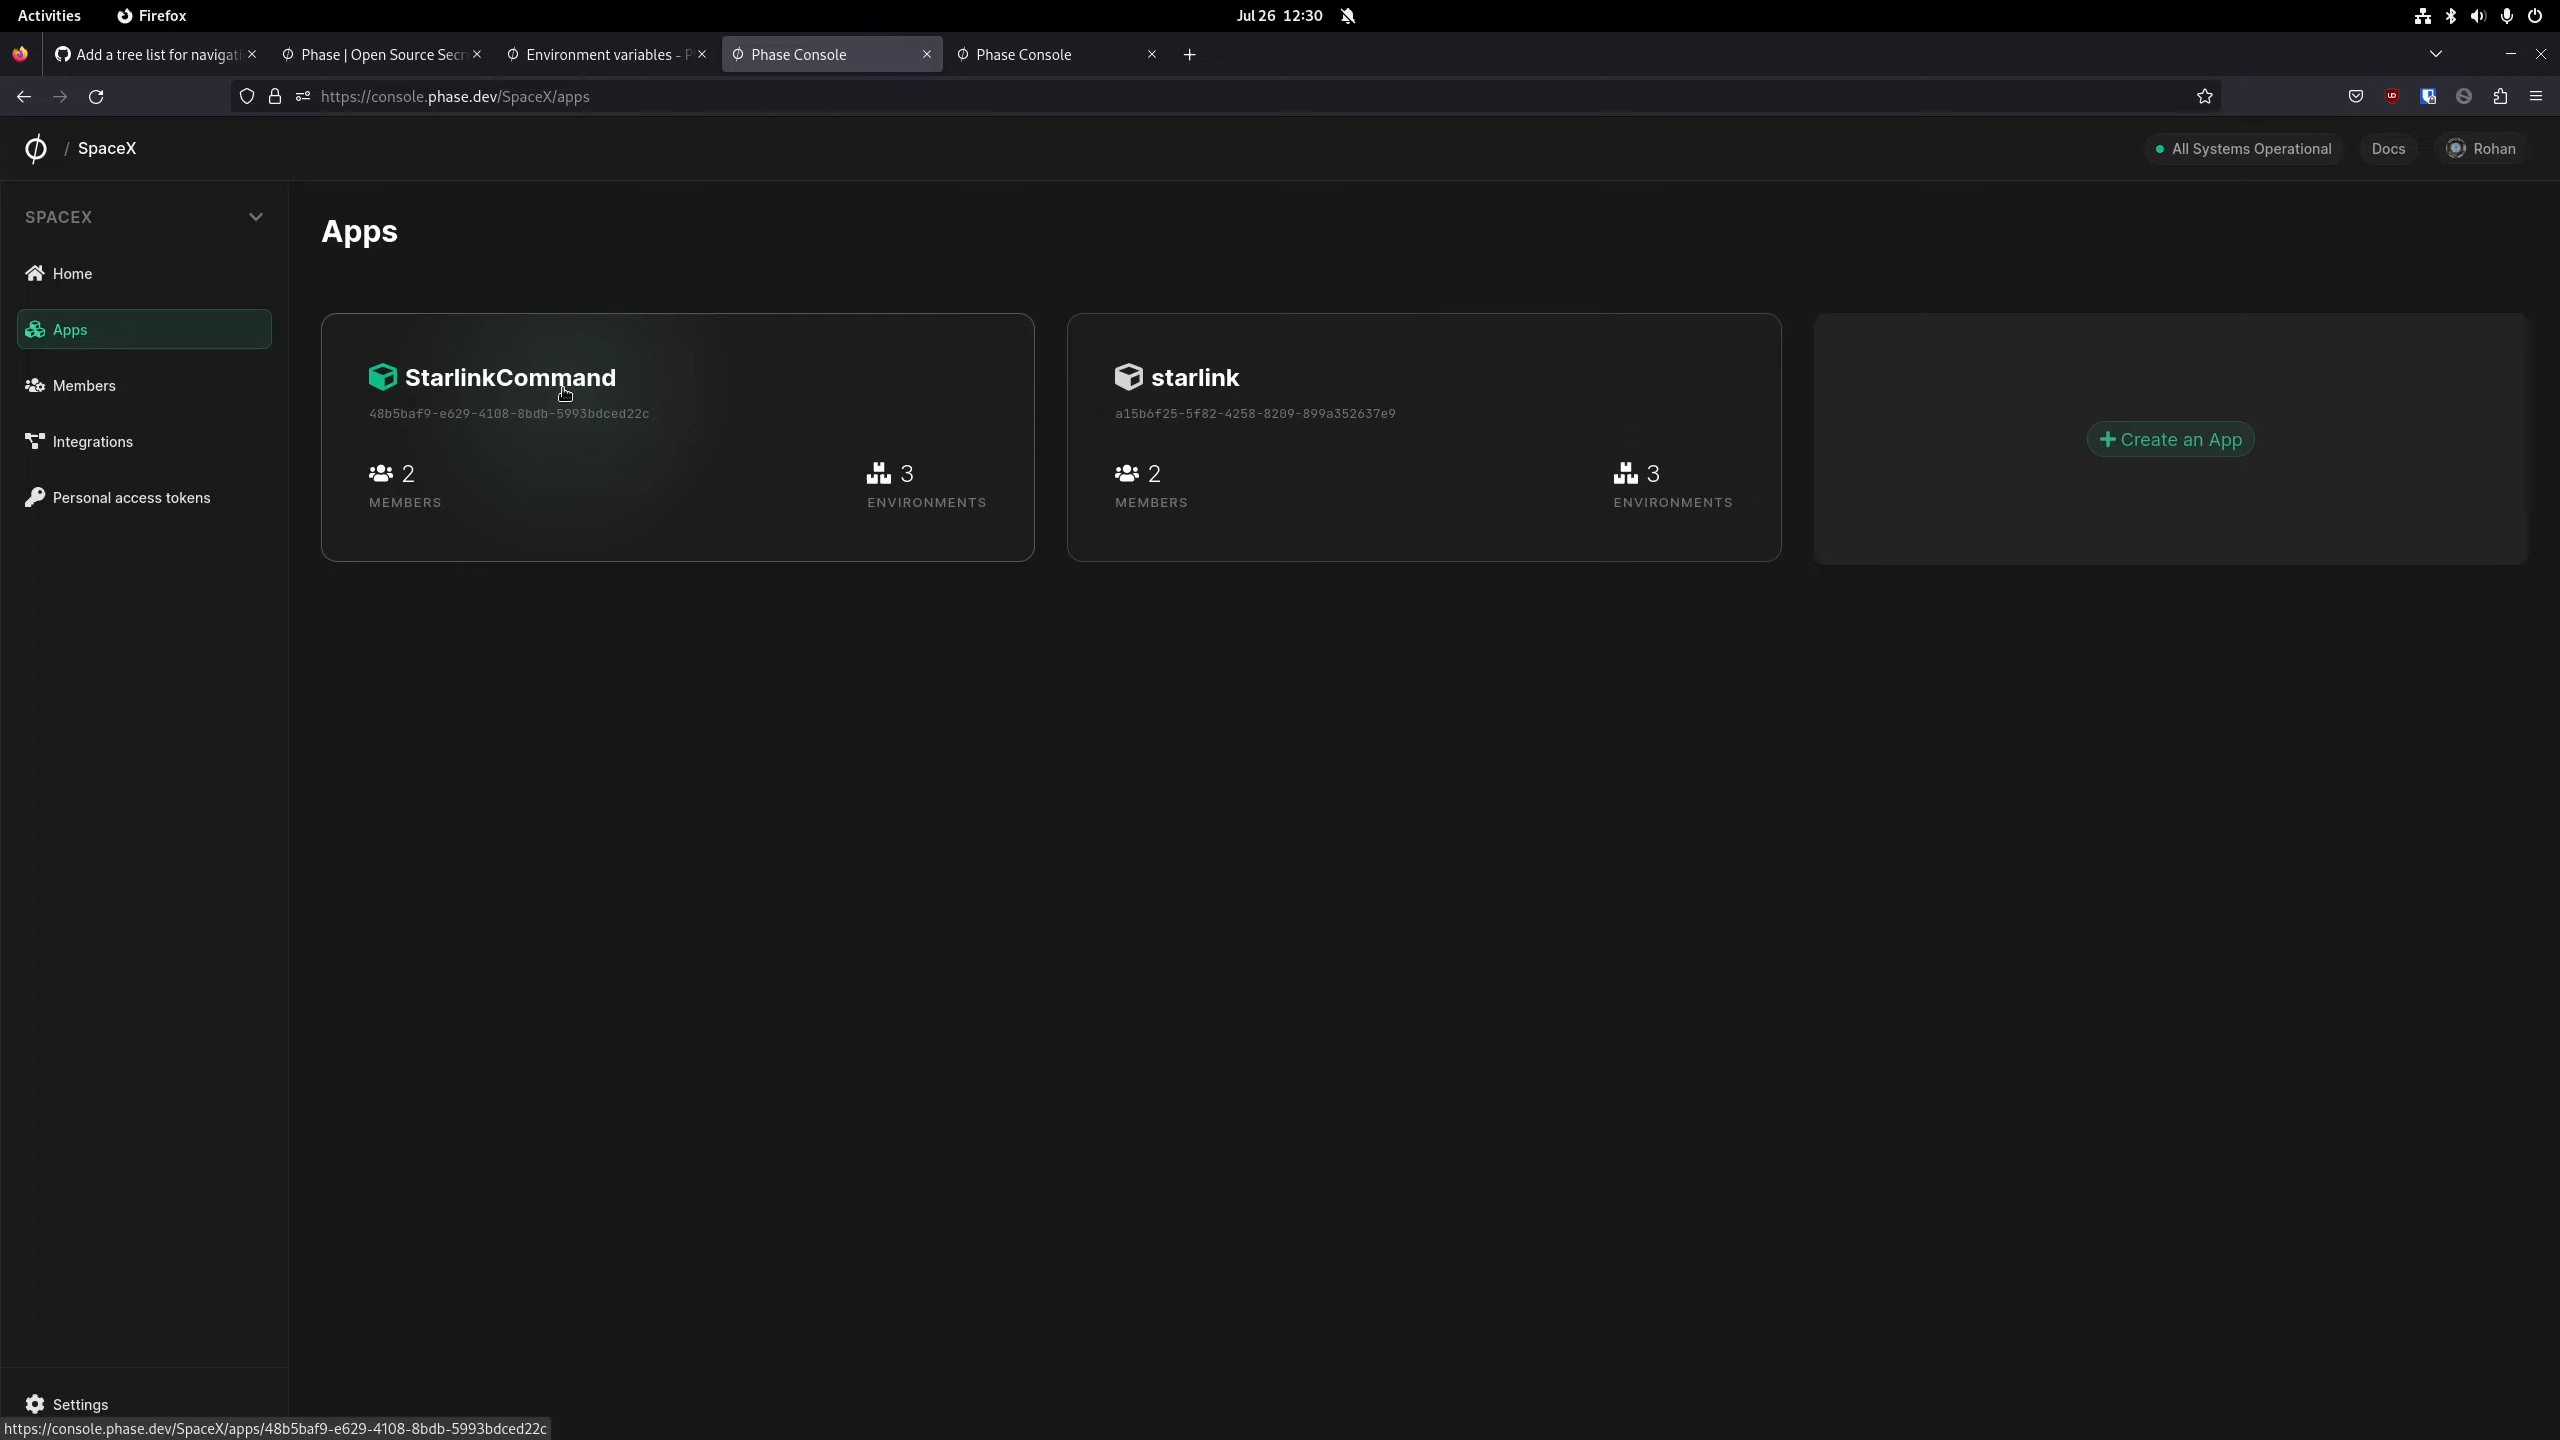 Activities Firefox Jul 26 12:30
Add a tree list for navigati Phase | Open Source Secr Environment variables - P Phase Console Phase Console
https://console.phase.dev/SpaceX/apps
/ SpaceX All Systems Operational Docs Rohan
SPACEX
Home
Apps
Members
Integrations
Personal access tokens
Settings
Apps
StarlinkCommand
48b5baf9-e629-4108-8bdb-5993bdced22c
2 3
MEMBERS ENVIRONMENTS
starlink
a15b6f25-5f82-4258-8209-899a352637e9
2 3
MEMBERS ENVIRONMENTS
Create an App
https://console.phase.dev/SpaceX/apps/48b5baf9-e629-4108-8bdb-5993bdced22c